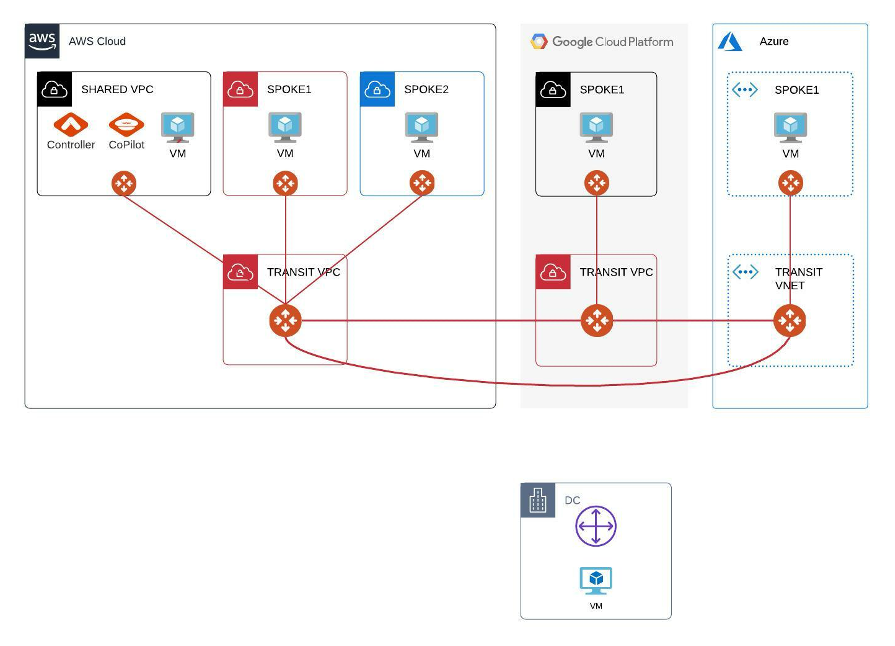 aws
AWS Cloud
Google Cloud Platform
Azure
SHARED VPC
Controller
CoPilot
VM
SPOKE1
VM
SPOKE2
VM
SPOKE1
VM
SPOKE1
VM
TRANSIT VPC
TRANSIT VPC
TRANSIT
VNET
DC
VM